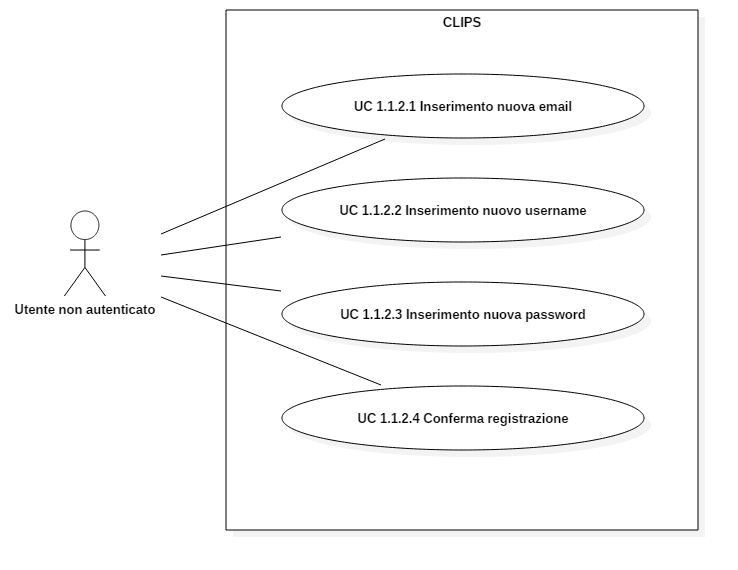 CLIPS
UC 1.1.2.1 Inserimento nuova email
UC 1.1.2.2 Inserimento nuovo username
UC 1.1.2.3 Inserimento nuova password
Utente non autenticato
UC 1.1.2.4 Conferma registrazione